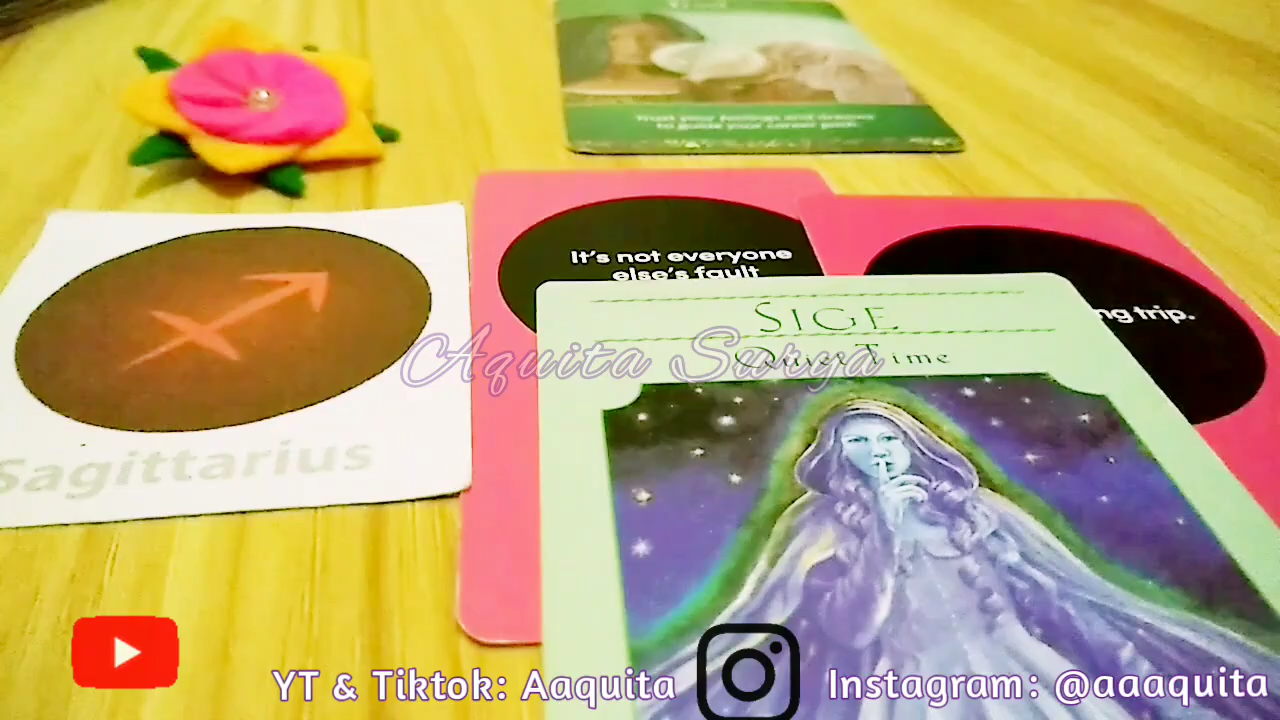 Trust your feelings and dreams
to guide your career path.
It's not everyone
else's fault
ng trip.
SIGE
Quiet Time
Aquita Surya
Sagittarius
YT & Tiktok: Aaquita
Instagram: @aaaquita